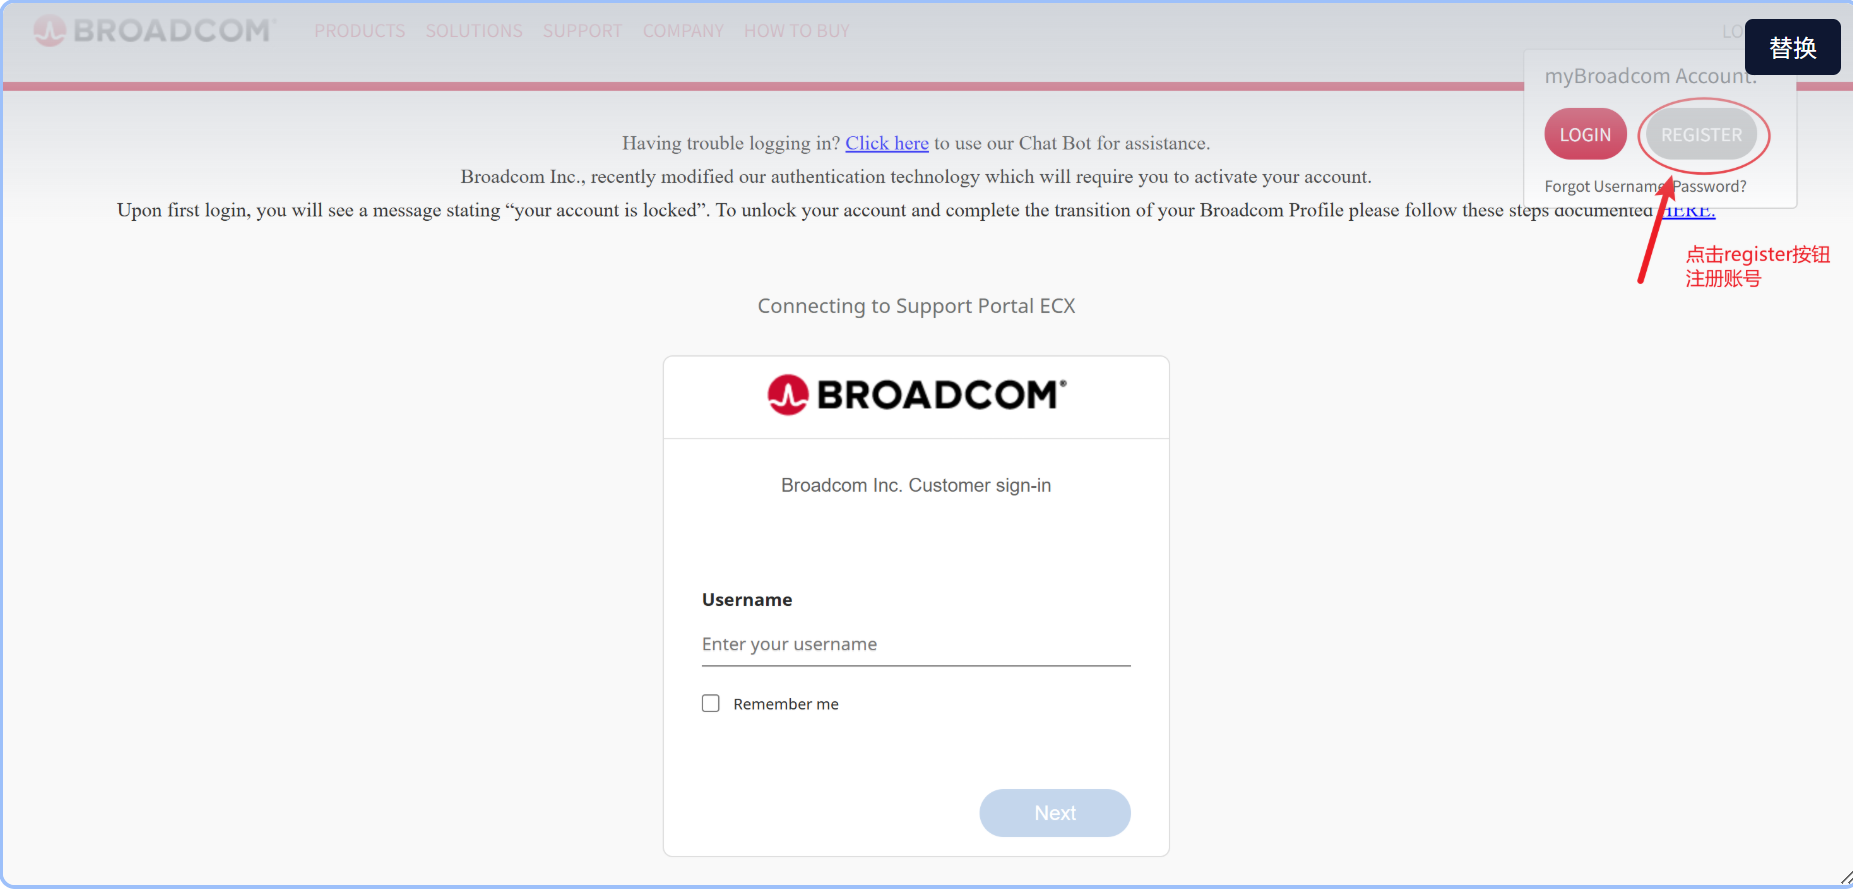 BROADCOM
PRODUCTS SOLUTIONS SUPPORT COMPANY HOW TO BUY
替换
myBroadcom Account:
LOGIN REGISTER
Forgot Username Password?
Having trouble logging in? Click here to use our Chat Bot for assistance.
Broadcom Inc., recently modified our authentication technology which will require you to activate your account.
Upon first login, you will see a message stating “your account is locked”. To unlock your account and complete the transition of your Broadcom Profile please follow these steps documented HERE.
点击register按钮
注册账号
Connecting to Support Portal ECX
BROADCOM®
Broadcom Inc. Customer sign-in
Username
Enter your username
Remember me
Next